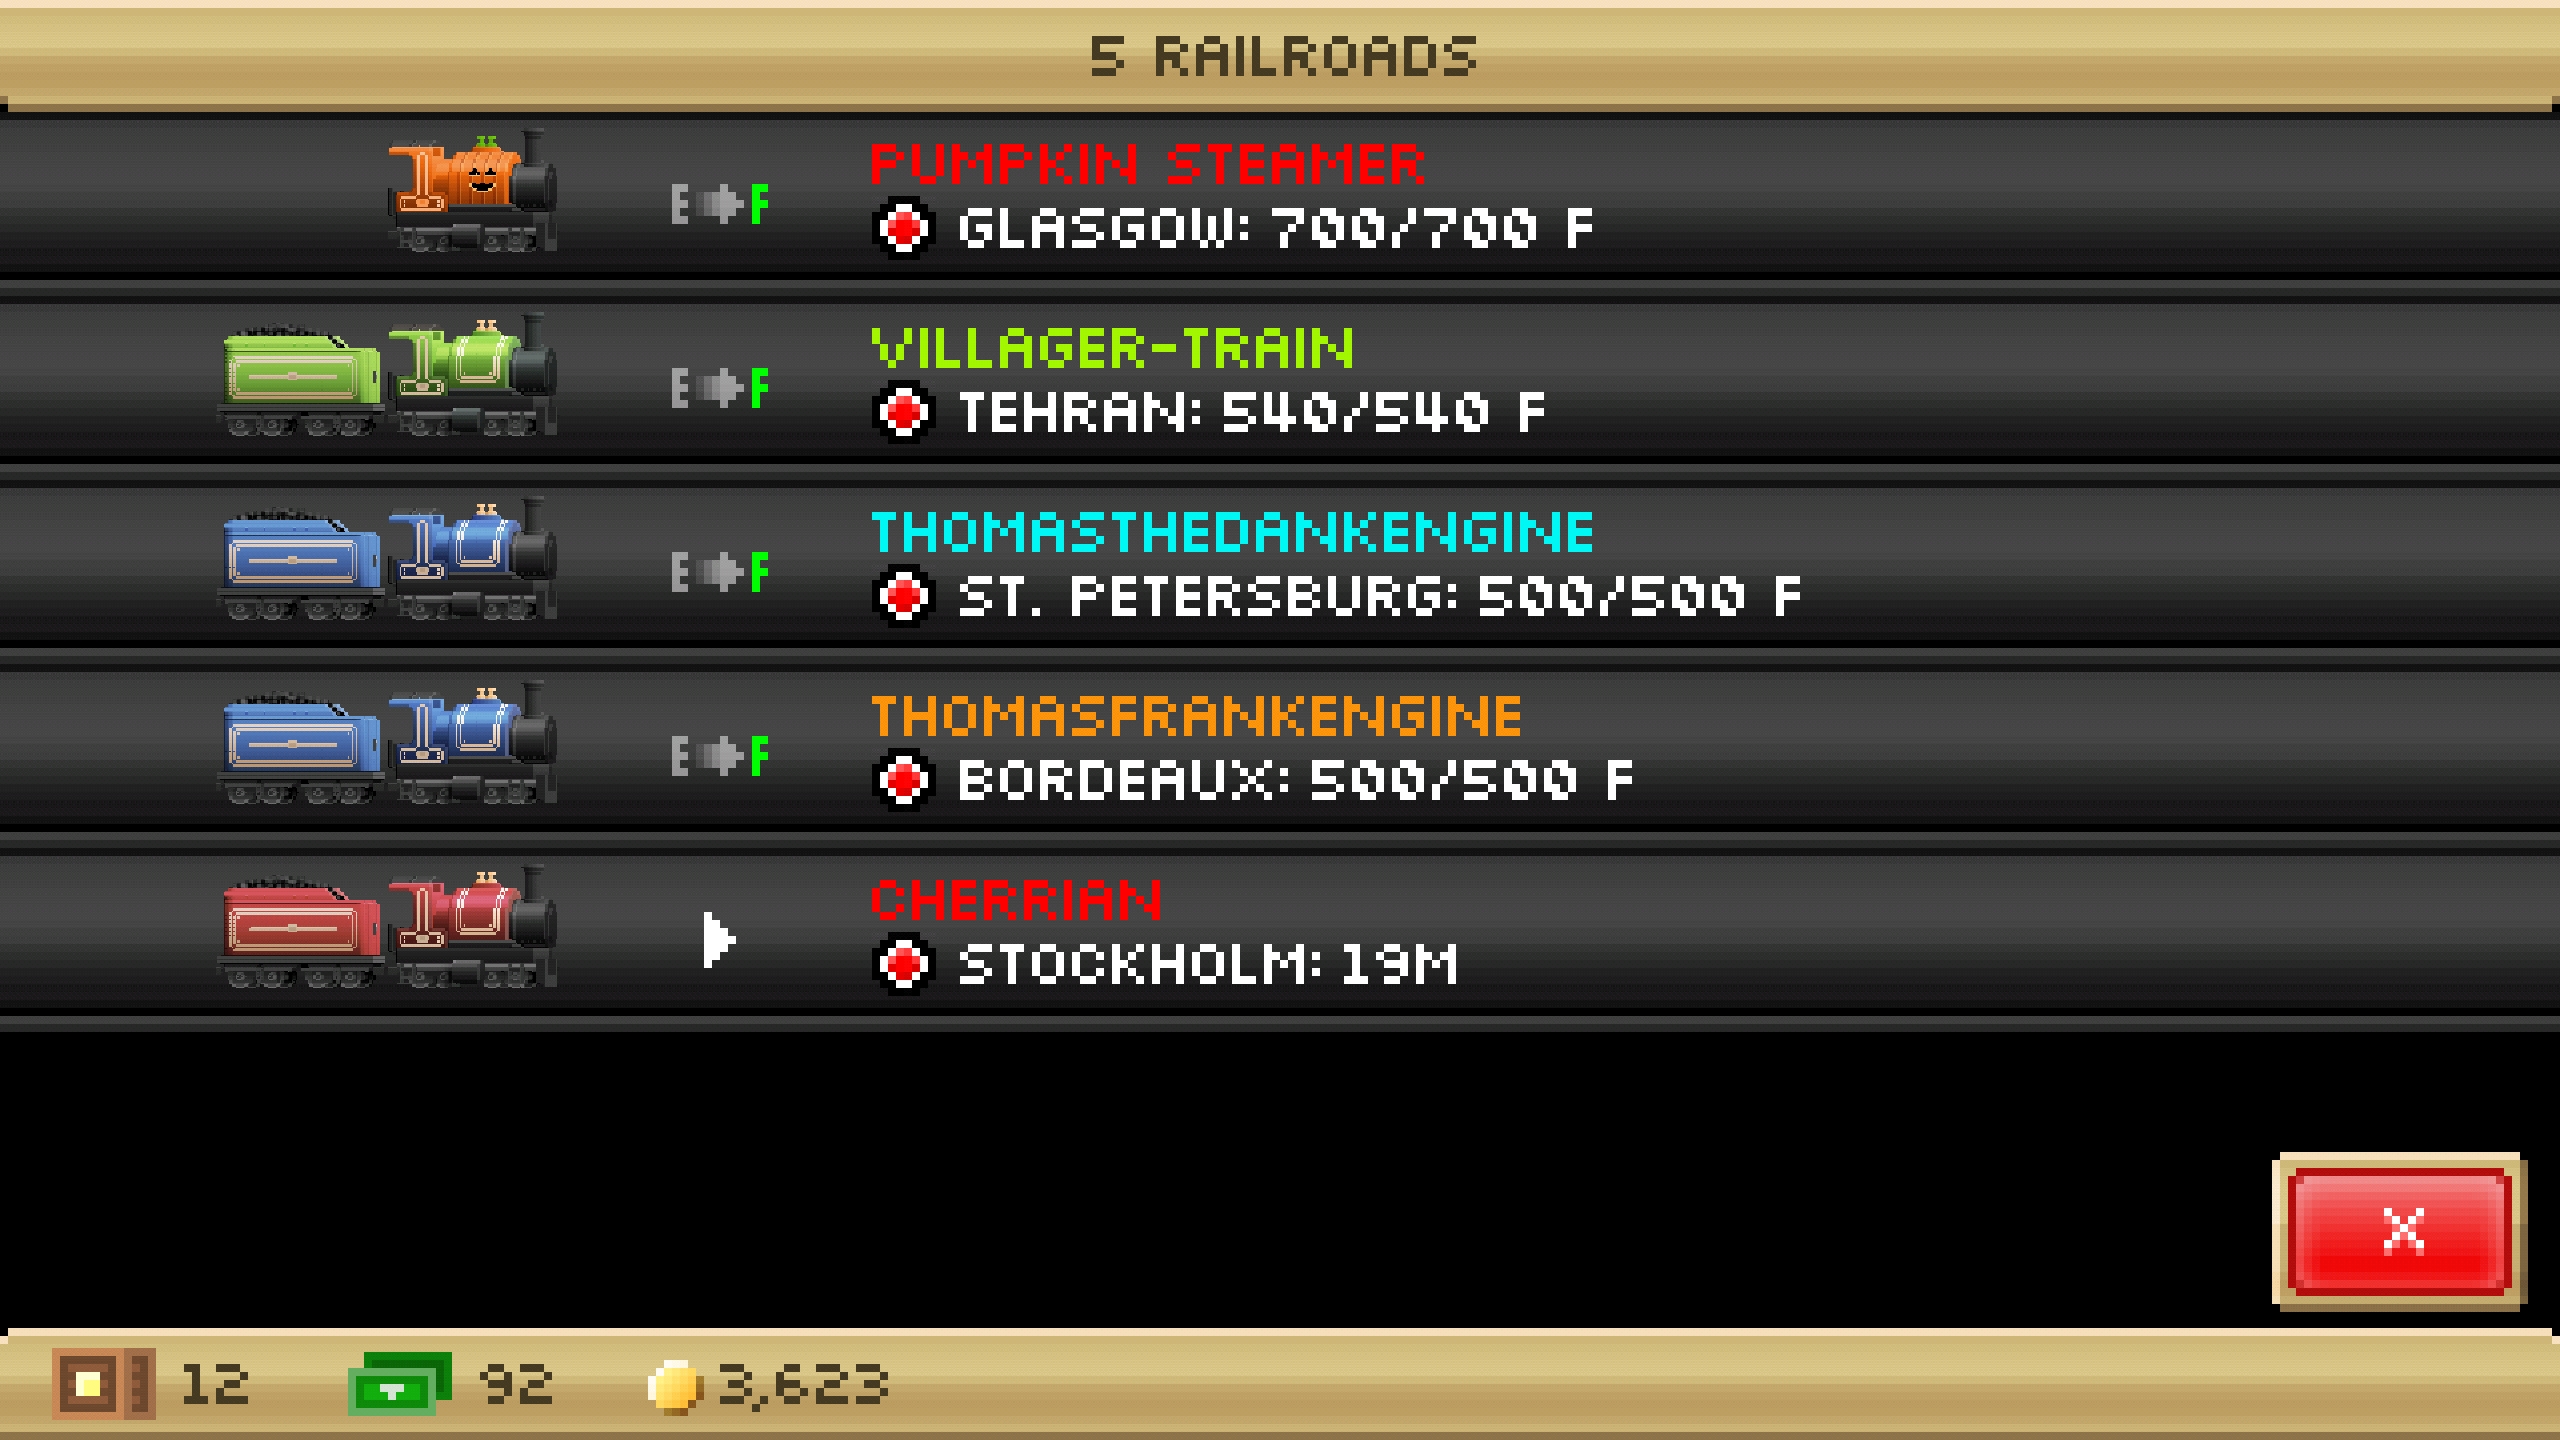 5 RAILROADS
PUMPKIN STEAMER
E F
GLASGOW: 700/700 F
VILLAGER-TRAIN
E F
TEHRAN: 540/540 F
THOMASTHEDANKENGINE
E F
ST. PETERSBURG: 500/500 F
THOMASFRANKENGINE
E F
BORDEAUX: 500/500 F
CHERRIAN
STOCKHOLM: 19M
X
12 92 3,623